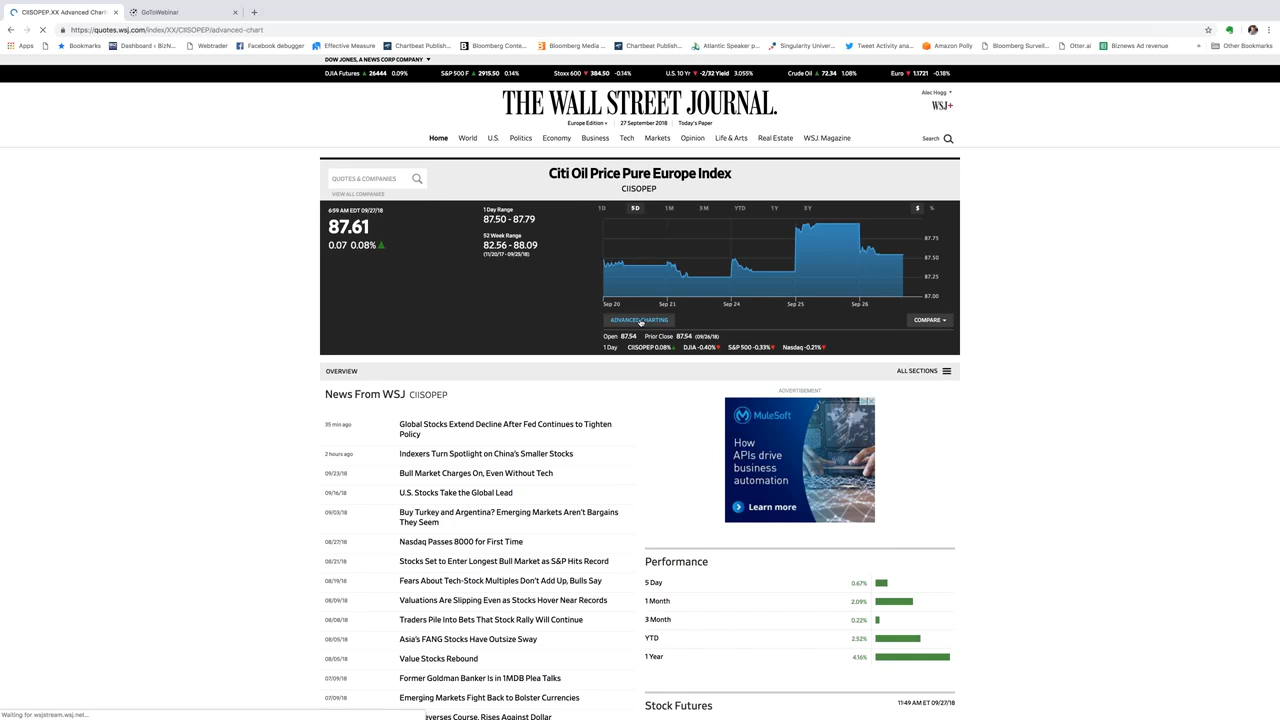 CIISOPEP.XX Advanced Char
GoToWebinar
https://quotes.wsj.com/index/XX/CIISOPEP/advanced-chart
Apps
Bookmarks
Dashboard ‹ BizN...
Webtrader
Facebook debugger
Effective Measure
Chartbeat Publish...
Bloomberg Conte...
Bloomberg Media ...
Chartbeat Publish...
Atlantic Speaker p...
Singularity Univer...
Tweet Activity ana...
Amazon Polly
Bloomberg Surveil...
Otter.ai
Biznews Ad revenue
»
Other Bookmarks
DOW JONES, A NEWS CORP COMPANY
DJIA Futures 26444 0.09%
S&P 500 F 2915.50 0.14%
Stoxx 600 384.50 -0.14%
U.S. 10 Yr -2/32 Yield 3.055%
Crude Oil 72.34 1.08%
Euro 1.1721 -0.18%
THE WALL STREET JOURNAL.
Alec Hogg
WSJ+
Europe Edition | 27 September 2018 | Today's Paper
Home World U.S. Politics Economy Business Tech Markets Opinion Life & Arts Real Estate WSJ. Magazine
Search
QUOTES & COMPANIES
VIEW ALL COMPANIES
Citi Oil Price Pure Europe Index
CIISOPEP
6:59 AM EDT 09/27/18
87.61
0.07 0.08%
1 Day Range
87.50 - 87.79
52 Week Range
82.56 - 88.09
(11/20/17 - 09/25/18)
1D 5D 1M 3M YTD 1Y 3Y
$ %
87.75
87.50
87.25
87.00
Sep 20 Sep 21 Sep 24 Sep 25 Sep 26
ADVANCED CHARTING
COMPARE
Open 87.54 Prior Close 87.54 (09/26/18)
1 Day CIISOPEP 0.08% DJIA -0.40% S&P 500 -0.33% Nasdaq -0.21%
OVERVIEW
ALL SECTIONS
News From WSJ CIISOPEP
35 min ago
Global Stocks Extend Decline After Fed Continues to Tighten
Policy
2 hours ago
Indexers Turn Spotlight on China's Smaller Stocks
09/23/18
Bull Market Charges On, Even Without Tech
09/16/18
U.S. Stocks Take the Global Lead
09/03/18
Buy Turkey and Argentina? Emerging Markets Aren't Bargains
They Seem
08/27/18
Nasdaq Passes 8000 for First Time
08/21/18
Stocks Set to Enter Longest Bull Market as S&P Hits Record
08/19/18
Fears About Tech-Stock Multiples Don't Add Up, Bulls Say
08/09/18
Valuations Are Slipping Even as Stocks Hover Near Records
08/08/18
Traders Pile Into Bets That Stock Rally Will Continue
08/05/18
Asia's FANG Stocks Have Outsize Sway
08/05/18
Value Stocks Rebound
07/09/18
Former Goldman Banker Is in 1MDB Plea Talks
07/09/18
Emerging Markets Fight Back to Bolster Currencies
everses Course, Rises Against Dollar
ADVERTISEMENT
MuleSoft
How
APIs drive
business
automation
Learn more
Performance
5 Day 0.67%
1 Month 2.09%
3 Month 0.22%
YTD 2.52%
1 Year 4.16%
Stock Futures
11:49 AM ET 09/27/18
Waiting for wsjstream.wsj.net...